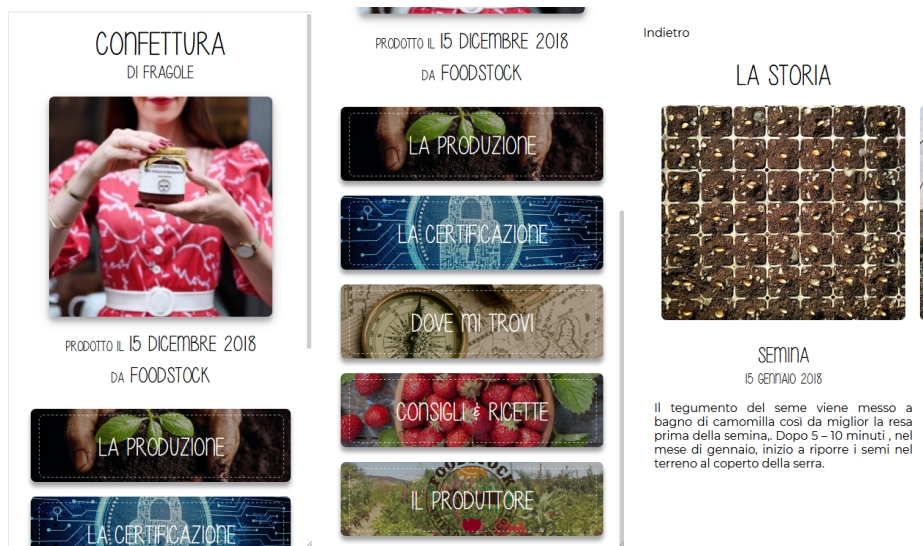 CONFETTURA
DI FRAGOLE
PRODOTTO IL 15 DICEMBRE 2018
DA FOODSTOCK
LA PRODUZIONE
LA CERTIFICAZIONE
PRODOTTO IL 15 DICEMBRE 2018
DA FOODSTOCK
LA PRODUZIONE
LA CERTIFICAZIONE
DOVE MI TROVI
CONSIGLI & RICETTE
FOODSTOCK
IL PRODUTTORE
Indietro
LA STORIA
SEMINA
15 GENNAIO 2018
Il tegumento del seme viene messo a
bagno di camomilla così da miglior la resa
prima della semina,. Dopo 5 – 10 minuti , nel
mese di gennaio, inizio a riporre i semi nel
terreno al coperto della serra.